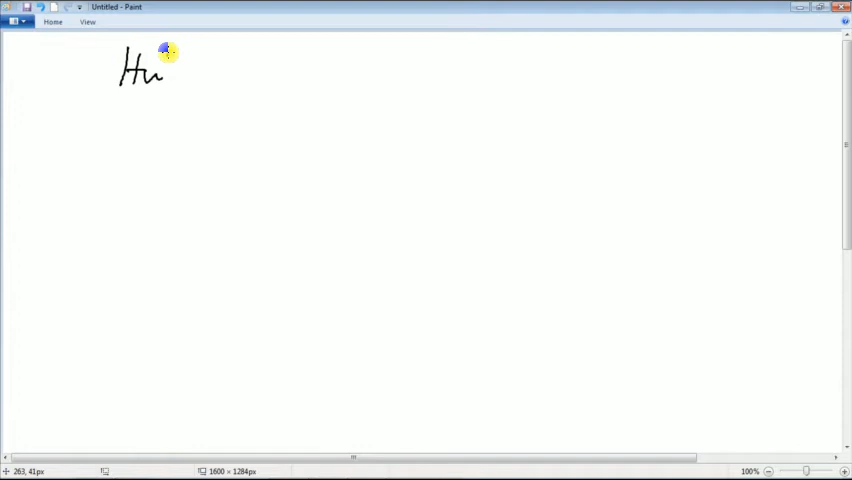 Untitled - Paint
Home View
Hu
263, 41px 1600 × 1284px 100%